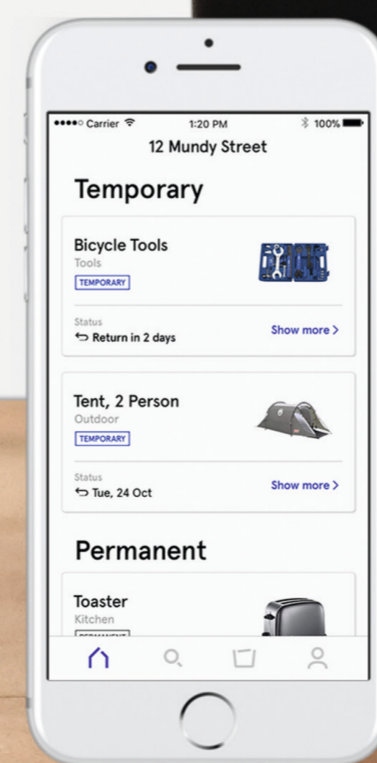 Carrier 1:20 PM 100%
12 Mundy Street
Temporary
Bicycle Tools
Tools
TEMPORARY
Status
Return in 2 days Show more >
Tent, 2 Person
Outdoor
TEMPORARY
Status
Tue, 24 Oct Show more >
Permanent
Toaster
Kitchen
PERMANENT